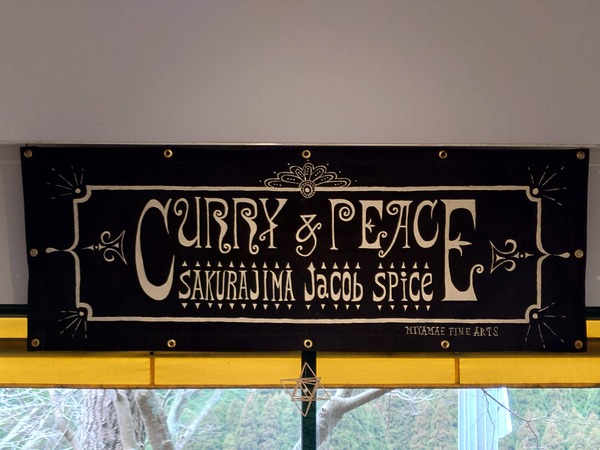 CURRY & PEACE
SAKURAJIMA Jacob Spice
MIYAMAE FINE ARTS